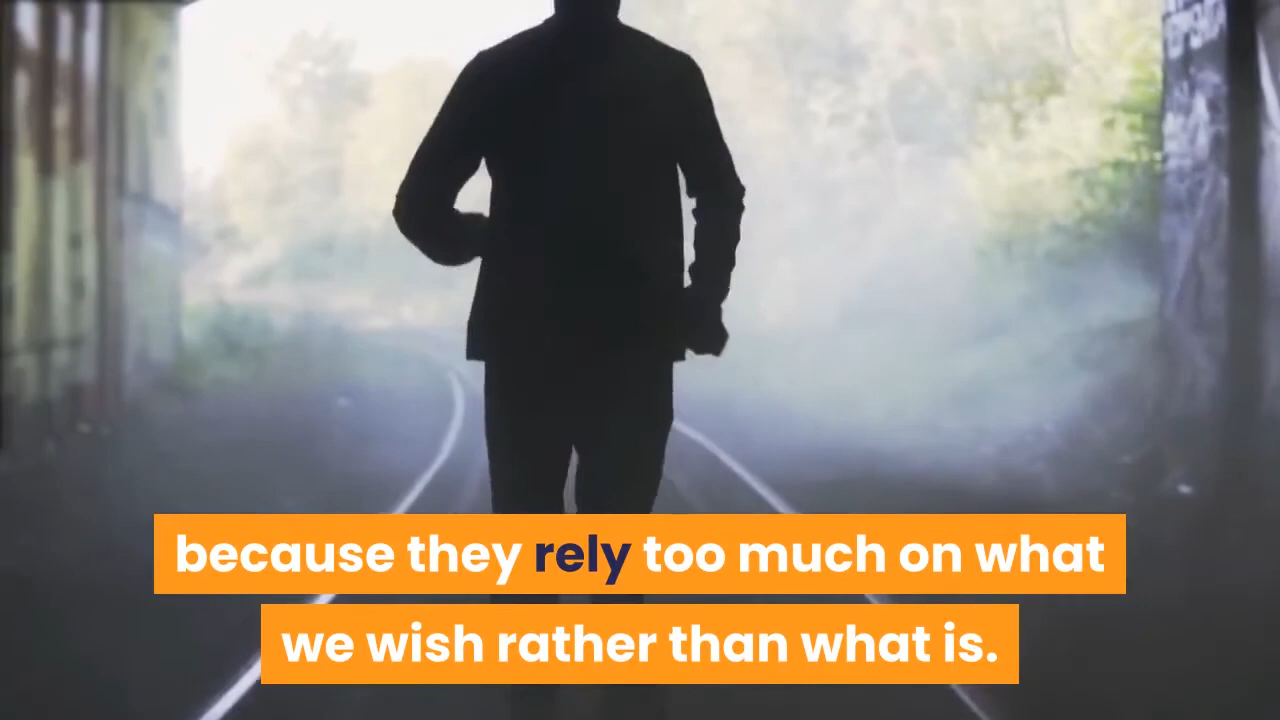 because they rely too much on what
we wish rather than what is.